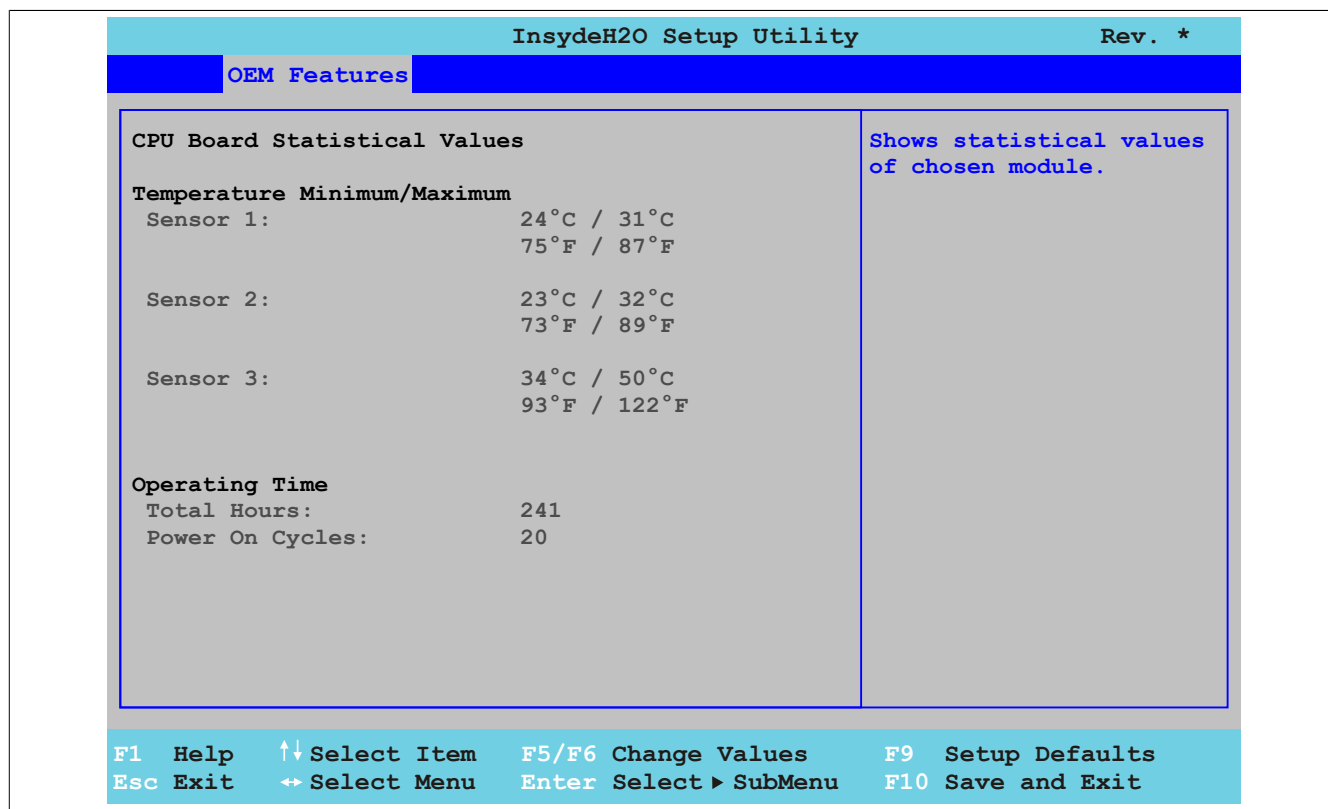 InsydeH2O Setup Utility Rev. *
OEM Features
CPU Board Statistical Values
Shows statistical values
of chosen module.
Temperature Minimum/Maximum
Sensor 1: 24°C / 31°C
75°F / 87°F
Sensor 2: 23°C / 32°C
73°F / 89°F
Sensor 3: 34°C / 50°C
93°F / 122°F
Operating Time
Total Hours: 241
Power On Cycles: 20
F1 Help ↑↓ Select Item F5/F6 Change Values F9 Setup Defaults
Esc Exit ↔ Select Menu Enter Select ▶ SubMenu F10 Save and Exit